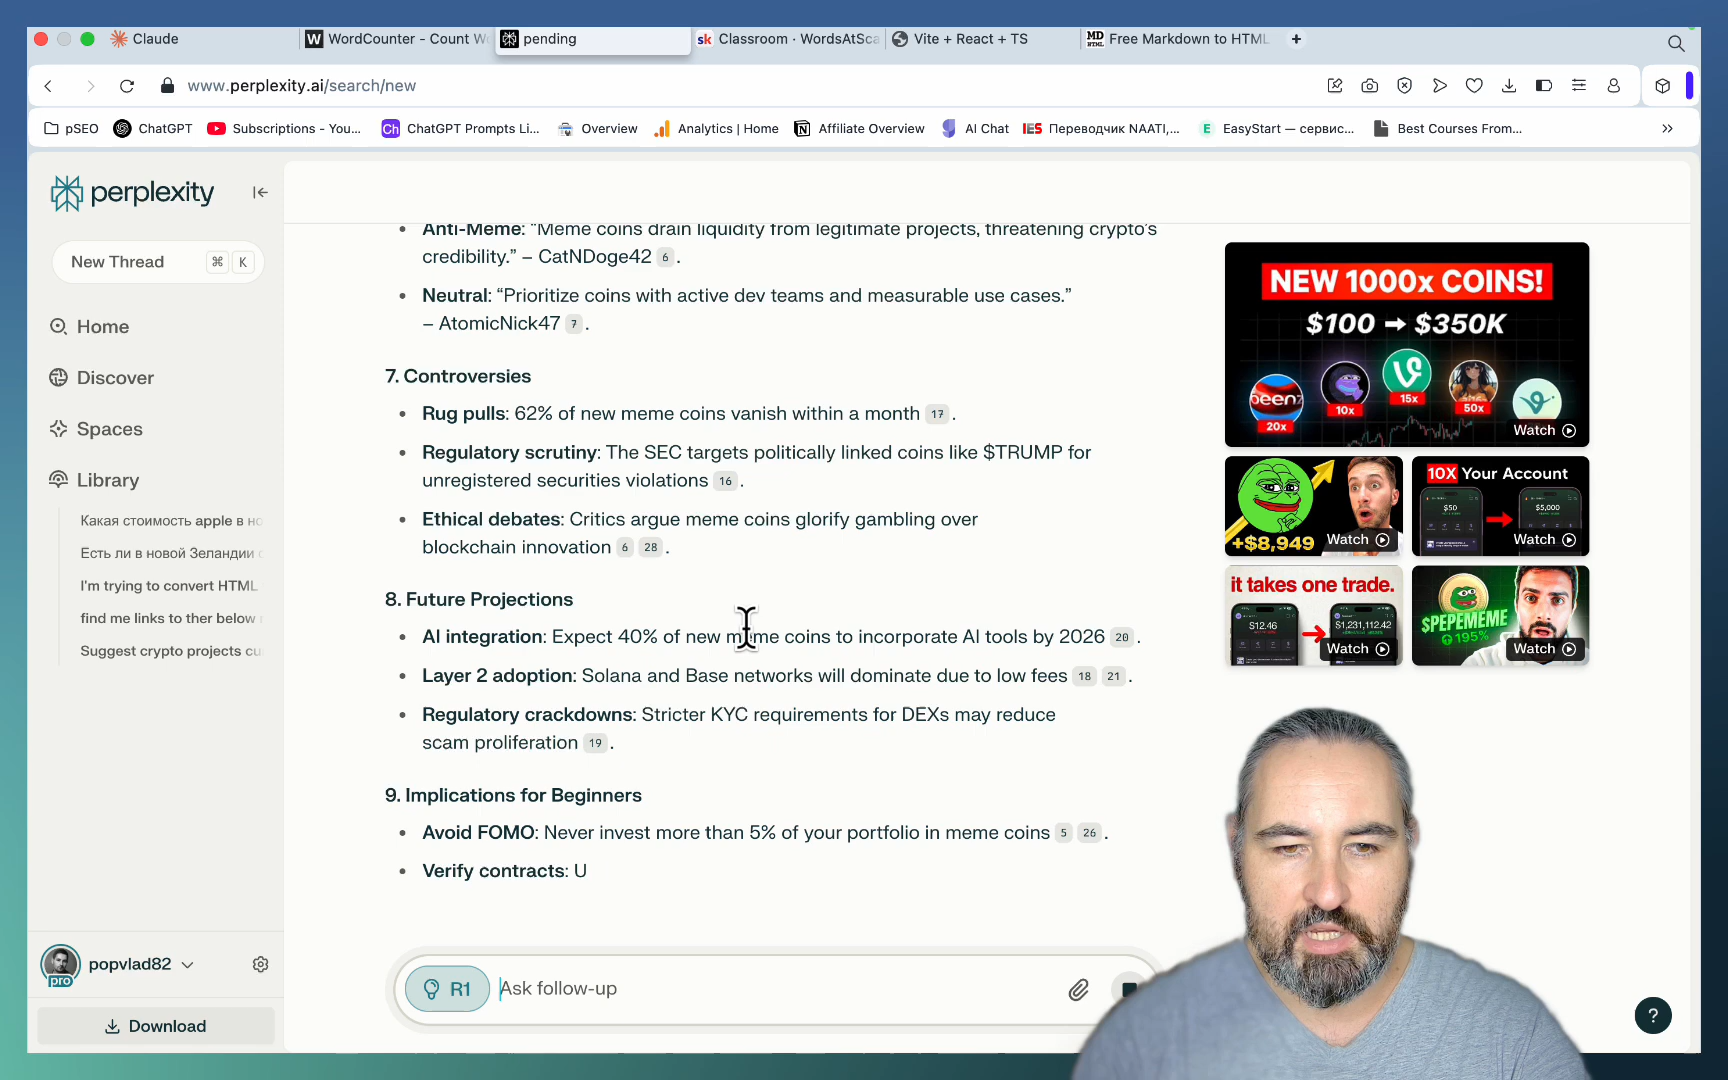 Claude
WordCounter - Count Wo
pending
Classroom · WordsAtSca
Vite + React + TS
Free Markdown to HTML
www.perplexity.ai/search/new
pSEO
ChatGPT
Subscriptions - You...
ChatGPT Prompts Li...
Overview
Analytics | Home
Affiliate Overview
AI Chat
IES Переводчик NAATI,...
EasyStart — сервис...
Best Courses From...
perplexity
New Thread ⌘ K
Home
Discover
Spaces
Library
Какая стоимость apple в но
Есть ли в новой Зеландии
I'm trying to convert HTML
find me links to ther below
Suggest crypto projects cu
popvlad82
pro
Download
• Anti-Meme: “Meme coins drain liquidity from legitimate projects, threatening crypto’s
credibility.” – CatNDoge42 6 .
• Neutral: “Prioritize coins with active dev teams and measurable use cases.”
– AtomicNick47 7 .
7. Controversies
• Rug pulls: 62% of new meme coins vanish within a month 17 .
• Regulatory scrutiny: The SEC targets politically linked coins like $TRUMP for
unregistered securities violations 16 .
• Ethical debates: Critics argue meme coins glorify gambling over
blockchain innovation 6 28 .
8. Future Projections
• AI integration: Expect 40% of new meme coins to incorporate AI tools by 2026 20 .
• Layer 2 adoption: Solana and Base networks will dominate due to low fees 18 21 .
• Regulatory crackdowns: Stricter KYC requirements for DEXs may reduce
scam proliferation 19 .
9. Implications for Beginners
• Avoid FOMO: Never invest more than 5% of your portfolio in meme coins 5 26 .
• Verify contracts: U
R1 Ask follow-up
NEW 1000x COINS!
$100 → $350K
20x
10x
15x
50x
Watch
+$8,949
Watch
10X Your Account
$50
$5,000
Watch
it takes one trade.
$12.46
$1,231,112.42
Watch
$PEPEMEME
195%
Watch
?